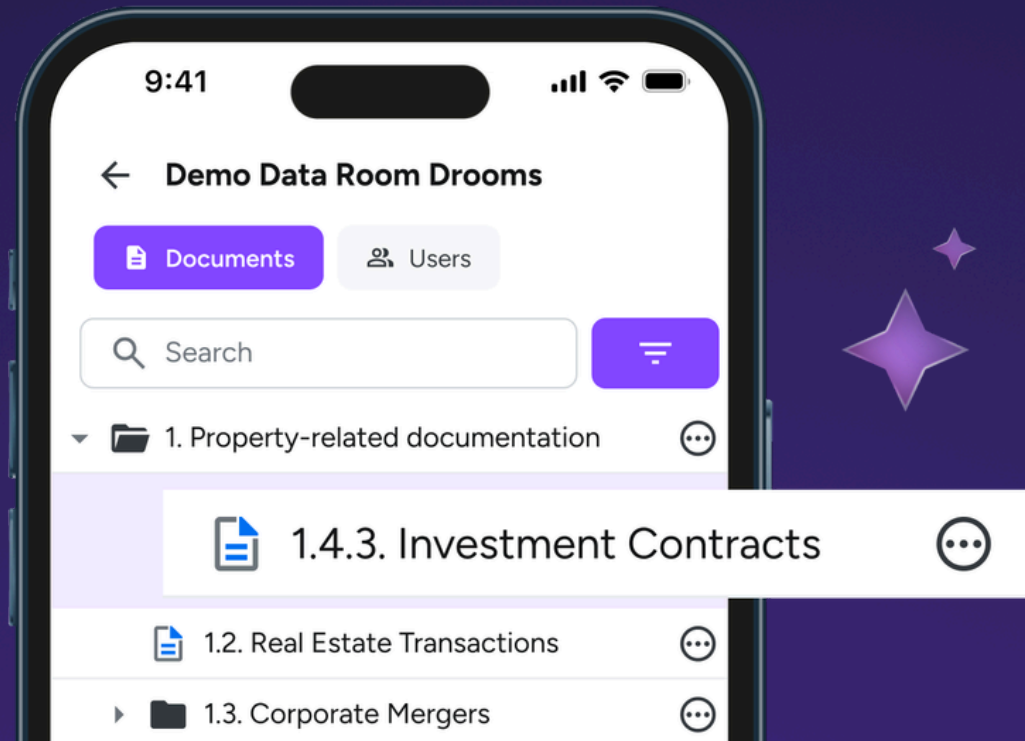 9:41
Demo Data Room Drooms
Documents Users
Search
1. Property-related documentation
1.4.3. Investment Contracts
1.2. Real Estate Transactions
1.3. Corporate Mergers